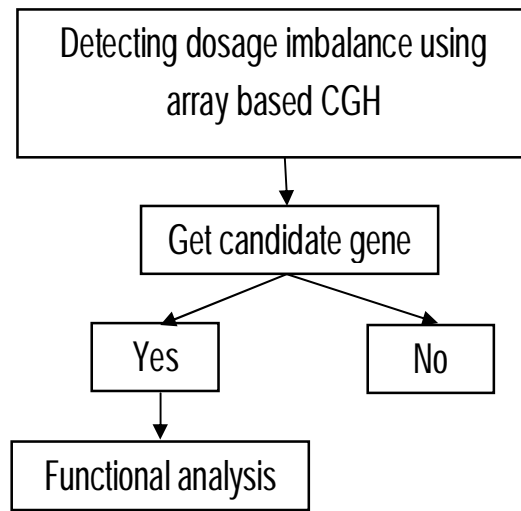 Detecting dosage imbalance using
array based CGH
Get candidate gene
Yes
No
Functional analysis